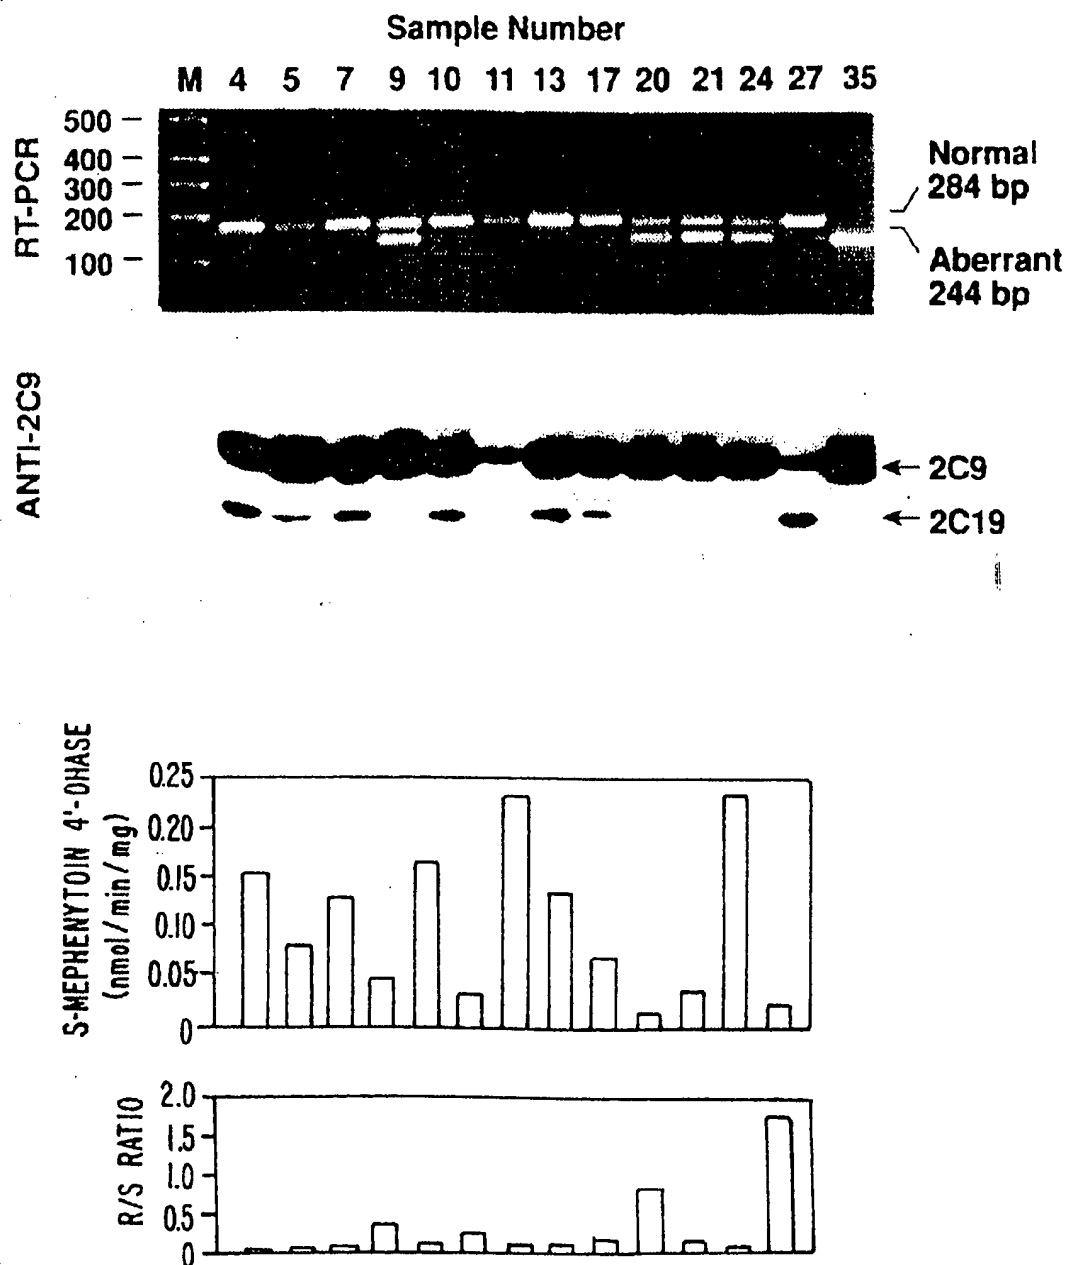 Sample Number
M 4 5 7 9 10 11 13 17 20 21 24 27 35
RT-PCR
500
400
300
200
100
Normal
284 bp
Aberrant
244 bp
ANTI-2C9
2C9
2C19
S-MEPHENYTOIN 4'-OHASE
(nmol/min/mg)
0.25
0.20
0.15
0.10
0.05
0
R/S RATIO
2.0
1.5
1.0
0.5
0